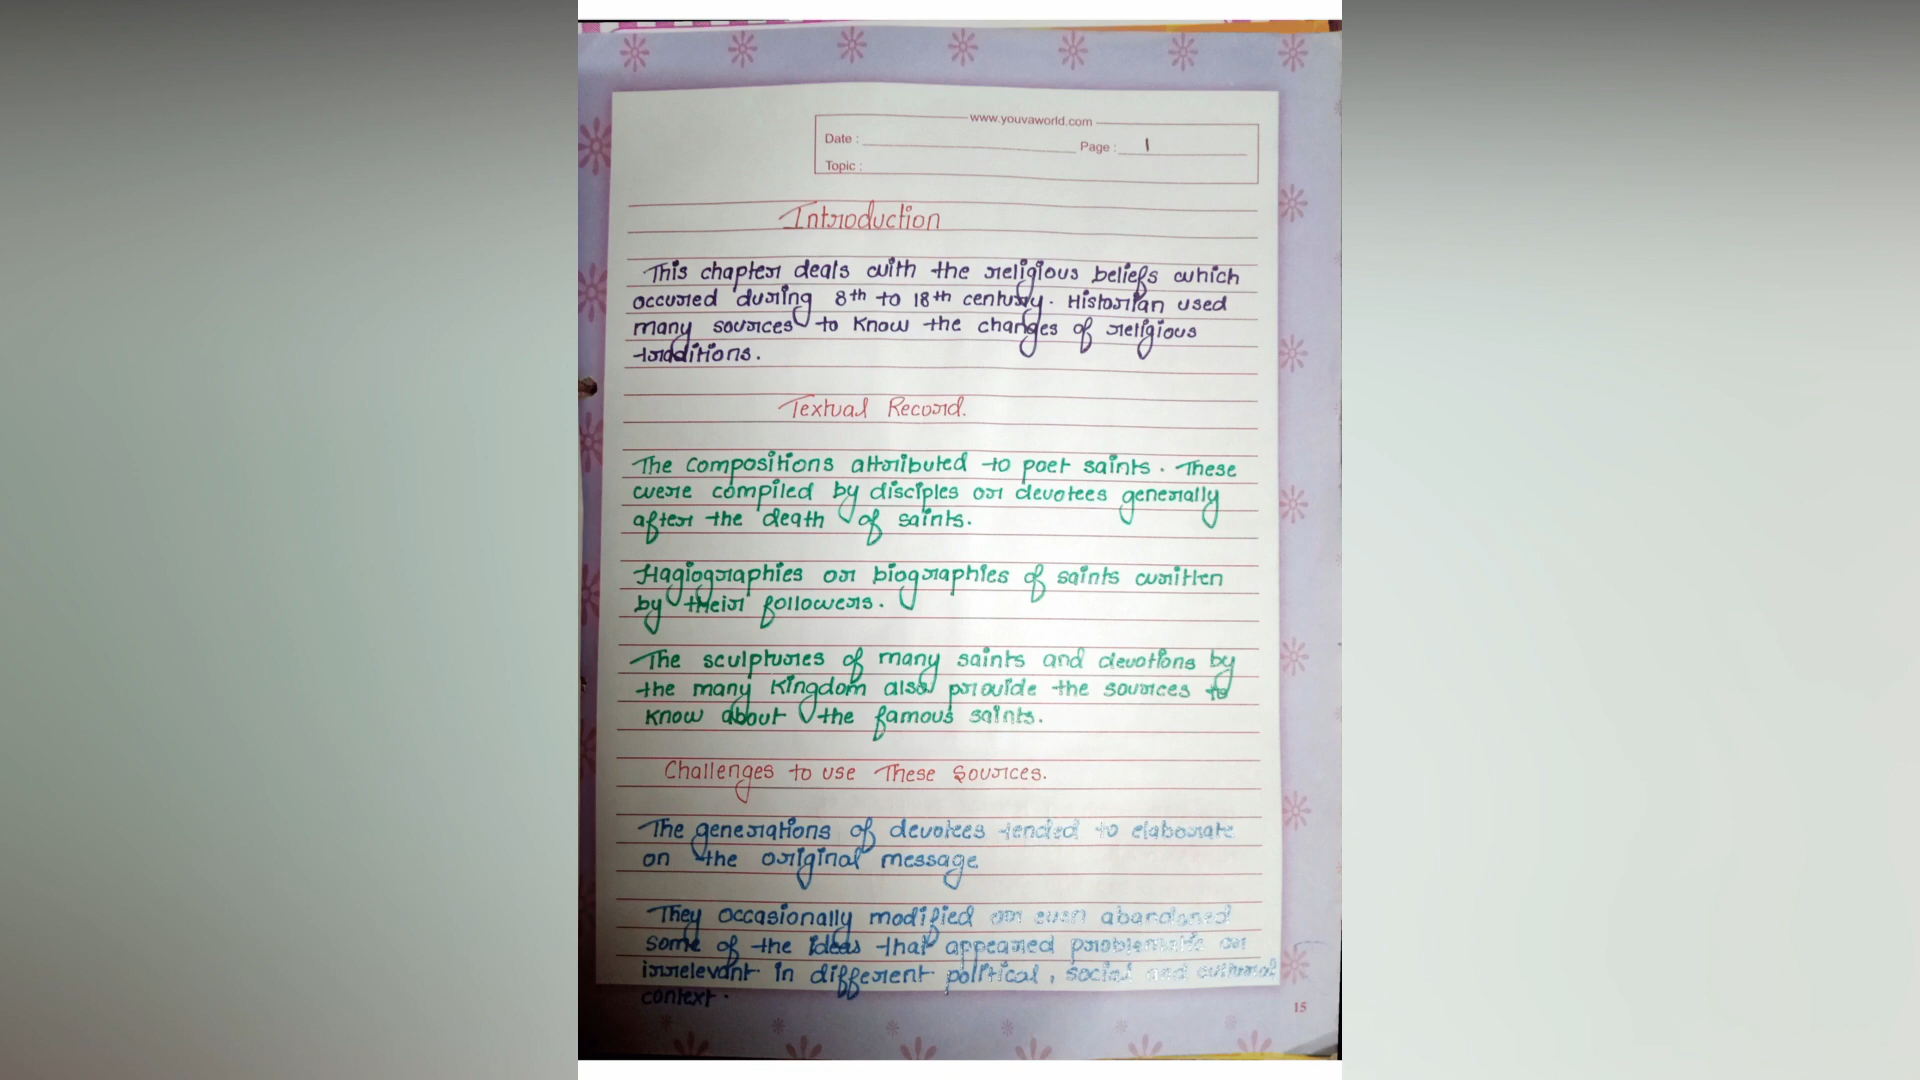 www.youvaworld.com
Date :
Page : 1
Topic :
Introduction
This chapter deals with the religious beliefs which
occured during 8th to 18th century. Historian used
many sources to know the changes of religious
traditions.
Textual Record.
The compositions attributed to poet saints. These
were compiled by disciples or devotees generally
after the death of saints.
Hagiographies or biographies of saints written
by their followers.
The sculptures of many saints and devotions by
the many kingdom also provide the sources to
know about the famous saints.
Challenges to use These Sources.
The generations of devotees tended to elaborate
on the original message
They occasionally modified or even abandoned
some of the ideas that appeared problematic or
irrelevant in different political, social and cultural
context.
15